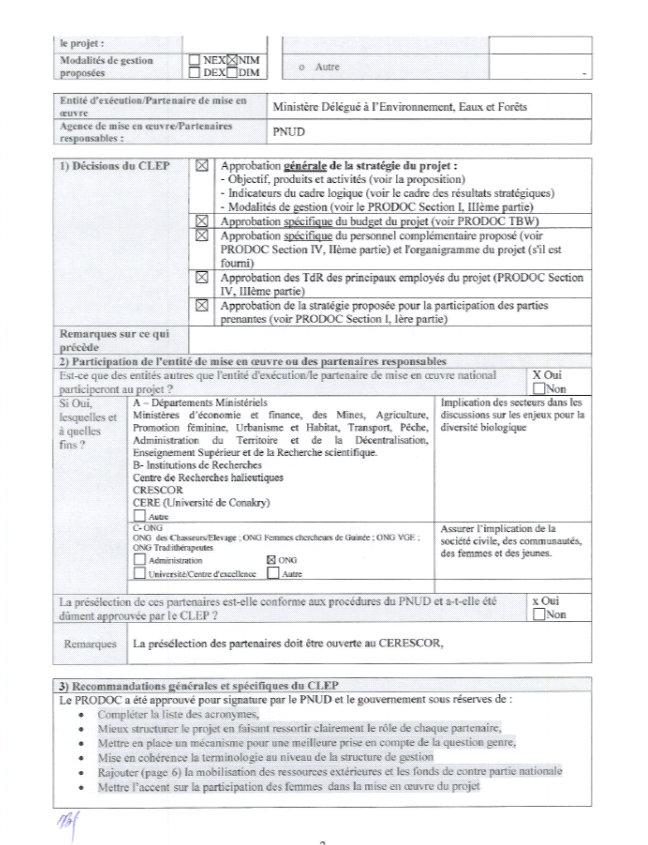 le projet :
Modalités de gestion
proposées
☐ NEX ☒ NIM
☐ DEX ☐ DIM
o Autre
-
Entité d'exécution/Partenaire de mise en
œuvre
Ministère Délégué à l'Environnement, Eaux et Forêts
Agence de mise en œuvre/Partenaires
responsables :
PNUD
1) Décisions du CLEP
☒ Approbation générale de la stratégie du projet :
- Objectif, produits et activités (voir la proposition)
- Indicateurs du cadre logique (voir le cadre des résultats stratégiques)
- Modalités de gestion (voir le PRODOC Section I, IIIème partie)
☒ Approbation spécifique du budget du projet (voir PRODOC TBW)
☒ Approbation spécifique du personnel complémentaire proposé (voir
PRODOC Section IV, IIème partie) et l'organigramme du projet (s'il est
fourni)
☒ Approbation des TdR des principaux employés du projet (PRODOC Section
IV, IIIème partie)
☒ Approbation de la stratégie proposée pour la participation des parties
prenantes (voir PRODOC Section I, Ière partie)
Remarques sur ce qui
précède
2) Participation de l'entité de mise en œuvre ou des partenaires responsables
Est-ce que des entités autres que l'entité d'exécution/le partenaire de mise en œuvre national
participeront au projet ?
X Oui
☐ Non
Si Oui,
lesquelles et
à quelles
fins ?
A – Départements Ministériels
Ministères d'économie et finance, des Mines, Agriculture,
Promotion féminine, Urbanisme et Habitat, Transport, Pêche,
Administration du Territoire et de la Décentralisation,
Enseignement Supérieur et de la Recherche scientifique.
B- Institutions de Recherches
Centre de Recherches halieutiques
CRESCOR
CERE (Université de Conakry)
☐ Autre
Implication des secteurs dans les
discussions sur les enjeux pour la
diversité biologique
C- ONG
ONG des Chasseurs/Elevage ; ONG Femmes chercheurs de Guinée ; ONG VGE ;
ONG Tradithérapeutes
☐ Administration ☒ ONG
☐ Université/Centre d'excellence ☐ Autre
Assurer l'implication de la
société civile, des communautés,
des femmes et des jeunes.
La présélection de ces partenaires est-elle conforme aux procédures du PNUD et a-t-elle été
dûment approuvée par le CLEP ?
x Oui
☐ Non
Remarques
La présélection des partenaires doit être ouverte au CERESCOR,
3) Recommandations générales et spécifiques du CLEP
Le PRODOC a été approuvé pour signature par le PNUD et le gouvernement sous réserves de :
• Compléter la liste des acronymes,
• Mieux structurer le projet en faisant ressortir clairement le rôle de chaque partenaire,
• Mettre en place un mécanisme pour une meilleure prise en compte de la question genre,
• Mise en cohérence la terminologie au niveau de la structure de gestion
• Rajouter (page 6) la mobilisation des ressources extérieures et les fonds de contre partie nationale
• Mettre l'accent sur la participation des femmes dans la mise en œuvre du projet